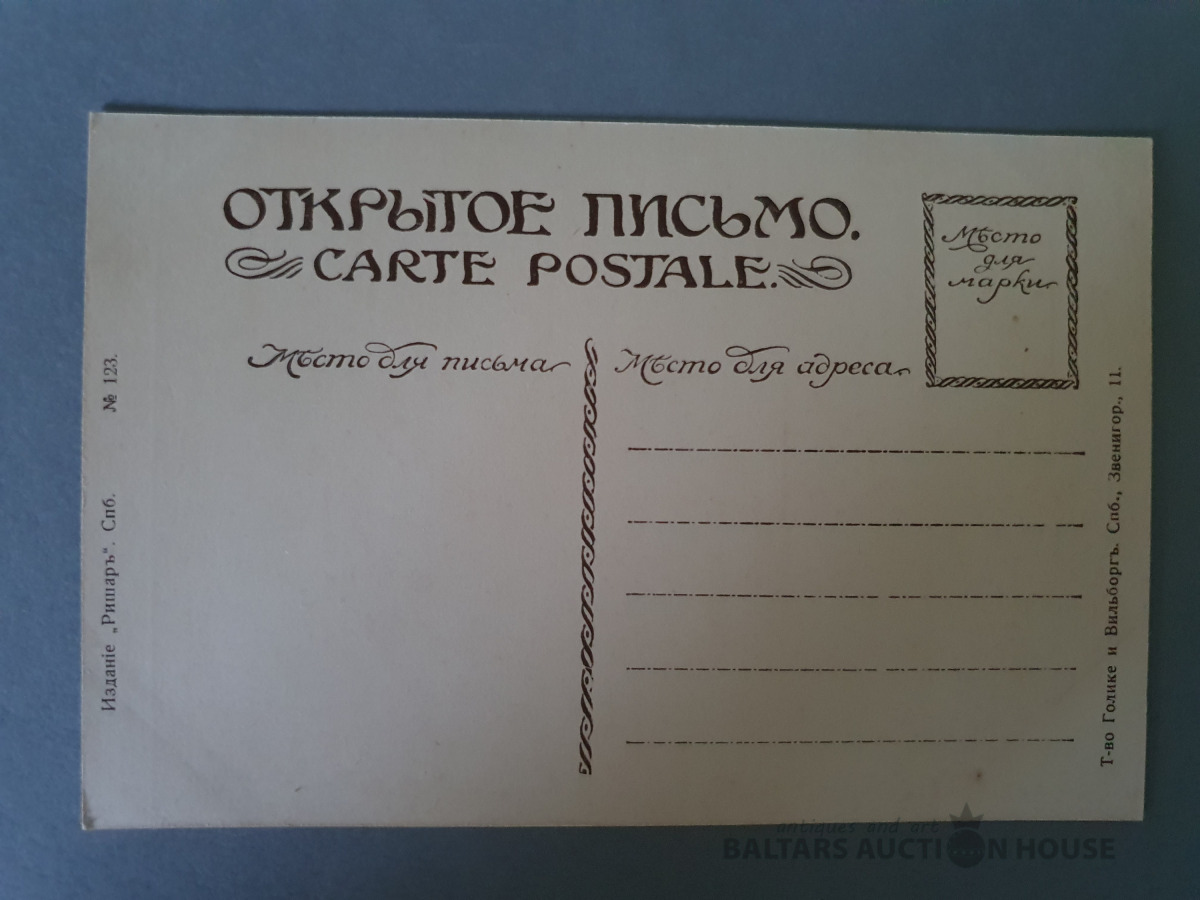 ОТКРЫТОЕ ПИСЬМО.
CARTE POSTALE.
Мѣсто
для
марки
Мѣсто для письма
Мѣсто для адреса
Изданіе „Ришаръ“. Спб. № 123.
Т-во Голике и Вильборгъ. Спб., Звенигор., 11.
antiques and art
BALTARS AUCTION HOUSE